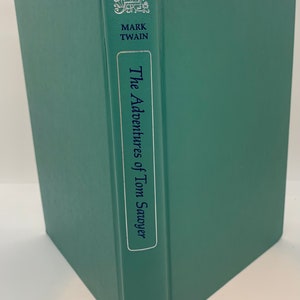 MARK
TWAIN
The Adventures of Tom Sawyer